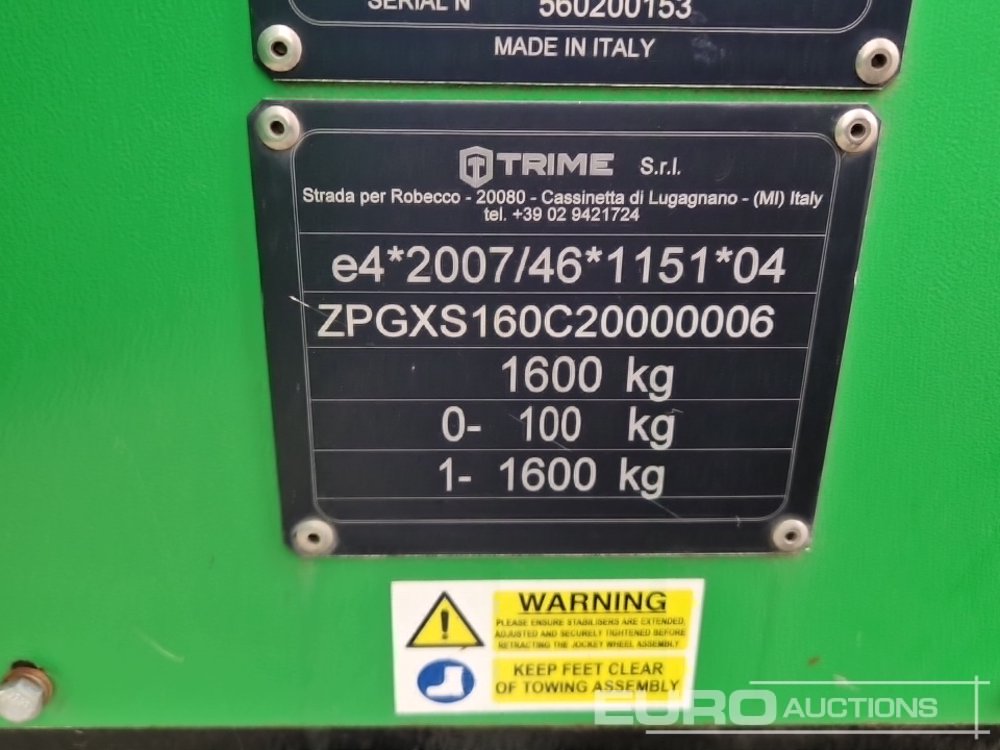 SERIAL N 560200153
MADE IN ITALY
TRIME S.r.l.
Strada per Robecco - 20080 - Cassinetta di Lugagnano - (MI) Italy
tel. +39 02 9421724
e4*2007/46*1151*04
ZPGXS160C20000006
1600 kg
0- 100 kg
1- 1600 kg
WARNING
PLEASE ENSURE STABILISERS ARE EXTENDED,
ADJUSTED AND SECURELY TIGHTENED BEFORE
RETRACTING THE JOCKEY WHEEL ASSEMBLY
KEEP FEET CLEAR
OF TOWING ASSEMBLY
EURO AUCTIONS